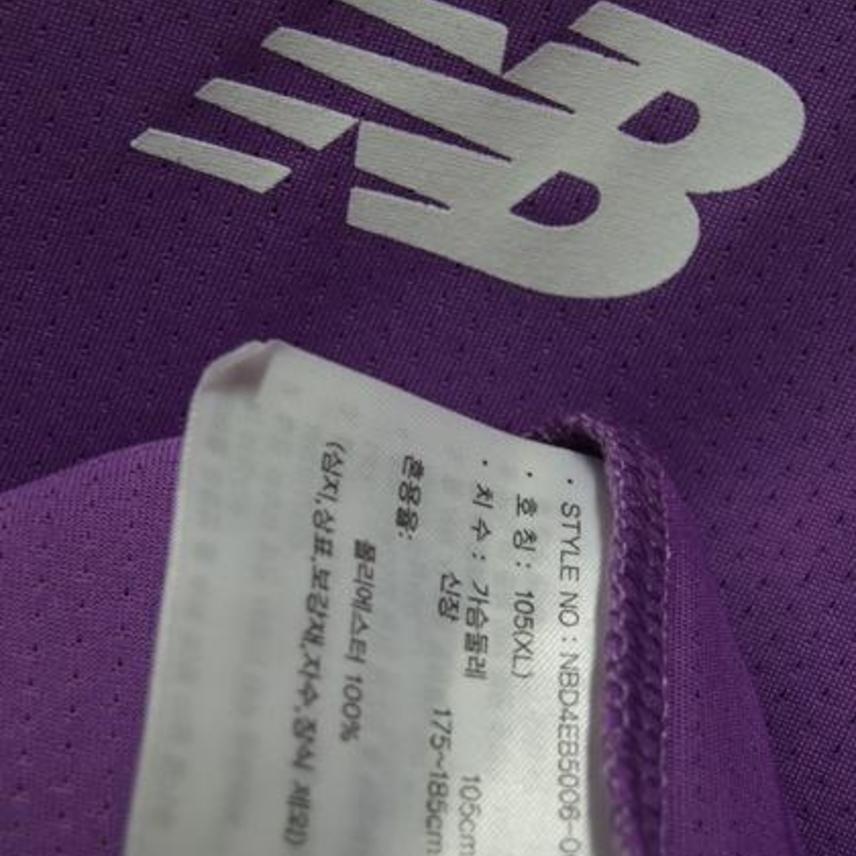 NB
· STYLE NO : NBD4EB5006-0
· 호 칭 : 105(XL)
· 치 수 : 가슴둘레 105cm
신장 175~185cm
혼용율:
폴리에스터 100%
(심지,상표,보강재,자수,장식 제외)